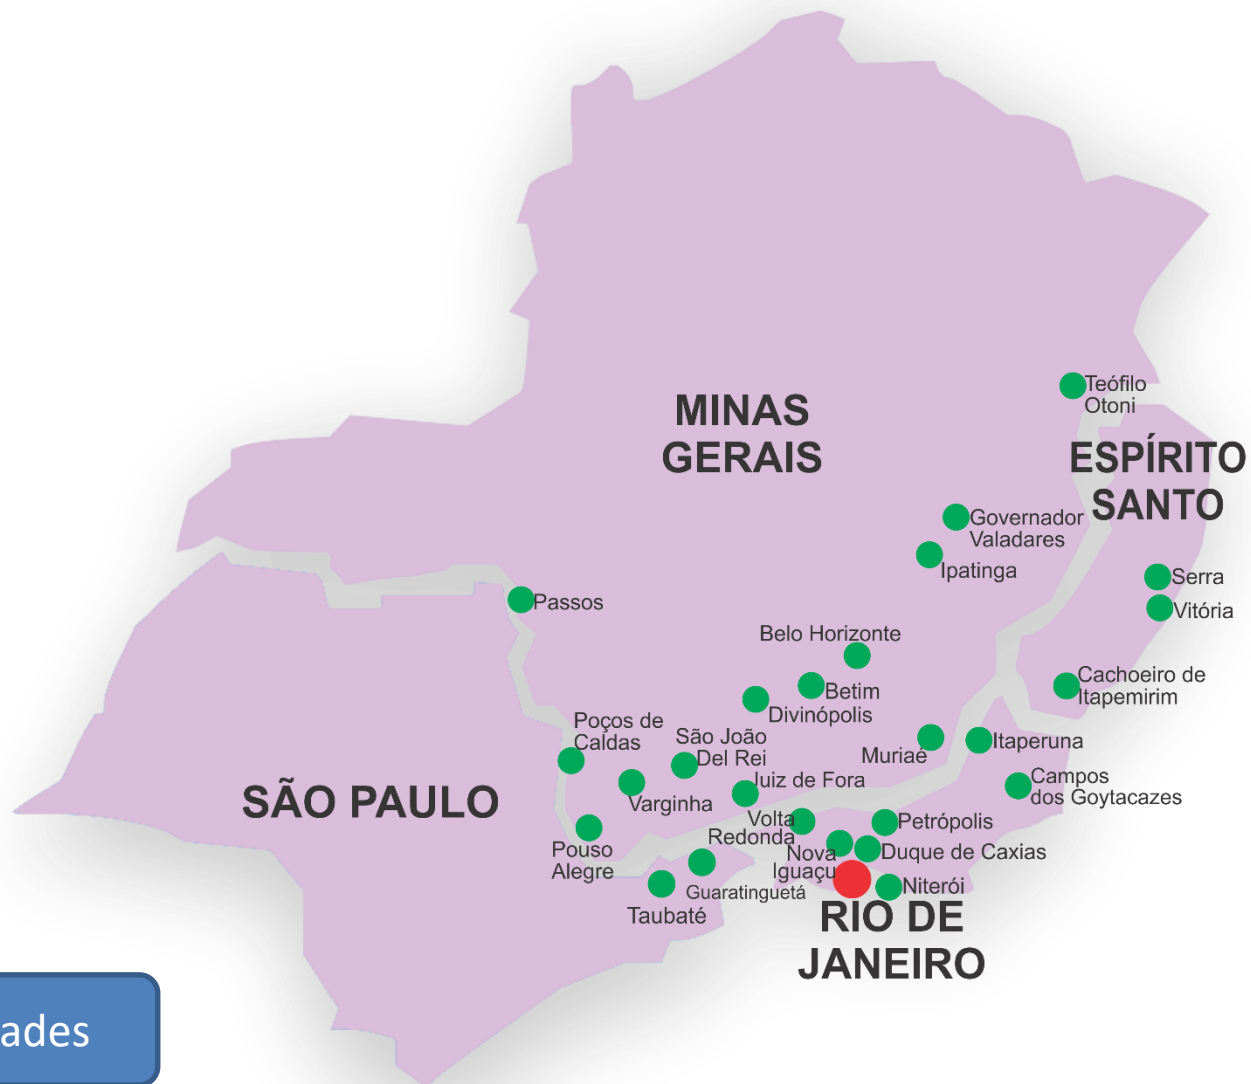 MINAS
GERAIS
Teófilo
Otoni
ESPÍRITO
SANTO
Governador
Valadares
Ipatinga
Serra
Vitória
Passos
Belo Horizonte
Betim
Divinópolis
Cachoeiro de
Itapemirim
Poços de
Caldas
São João
Del Rei
Muriaé
Itaperuna
Juiz de Fora
Campos
dos Goytacazes
SÃO PAULO
Varginha
Volta
Redonda
Petrópolis
Pouso
Alegre
Nova
Iguaçu
Duque de Caxias
Guaratinguetá
Niterói
Taubaté
RIO DE
JANEIRO
ades